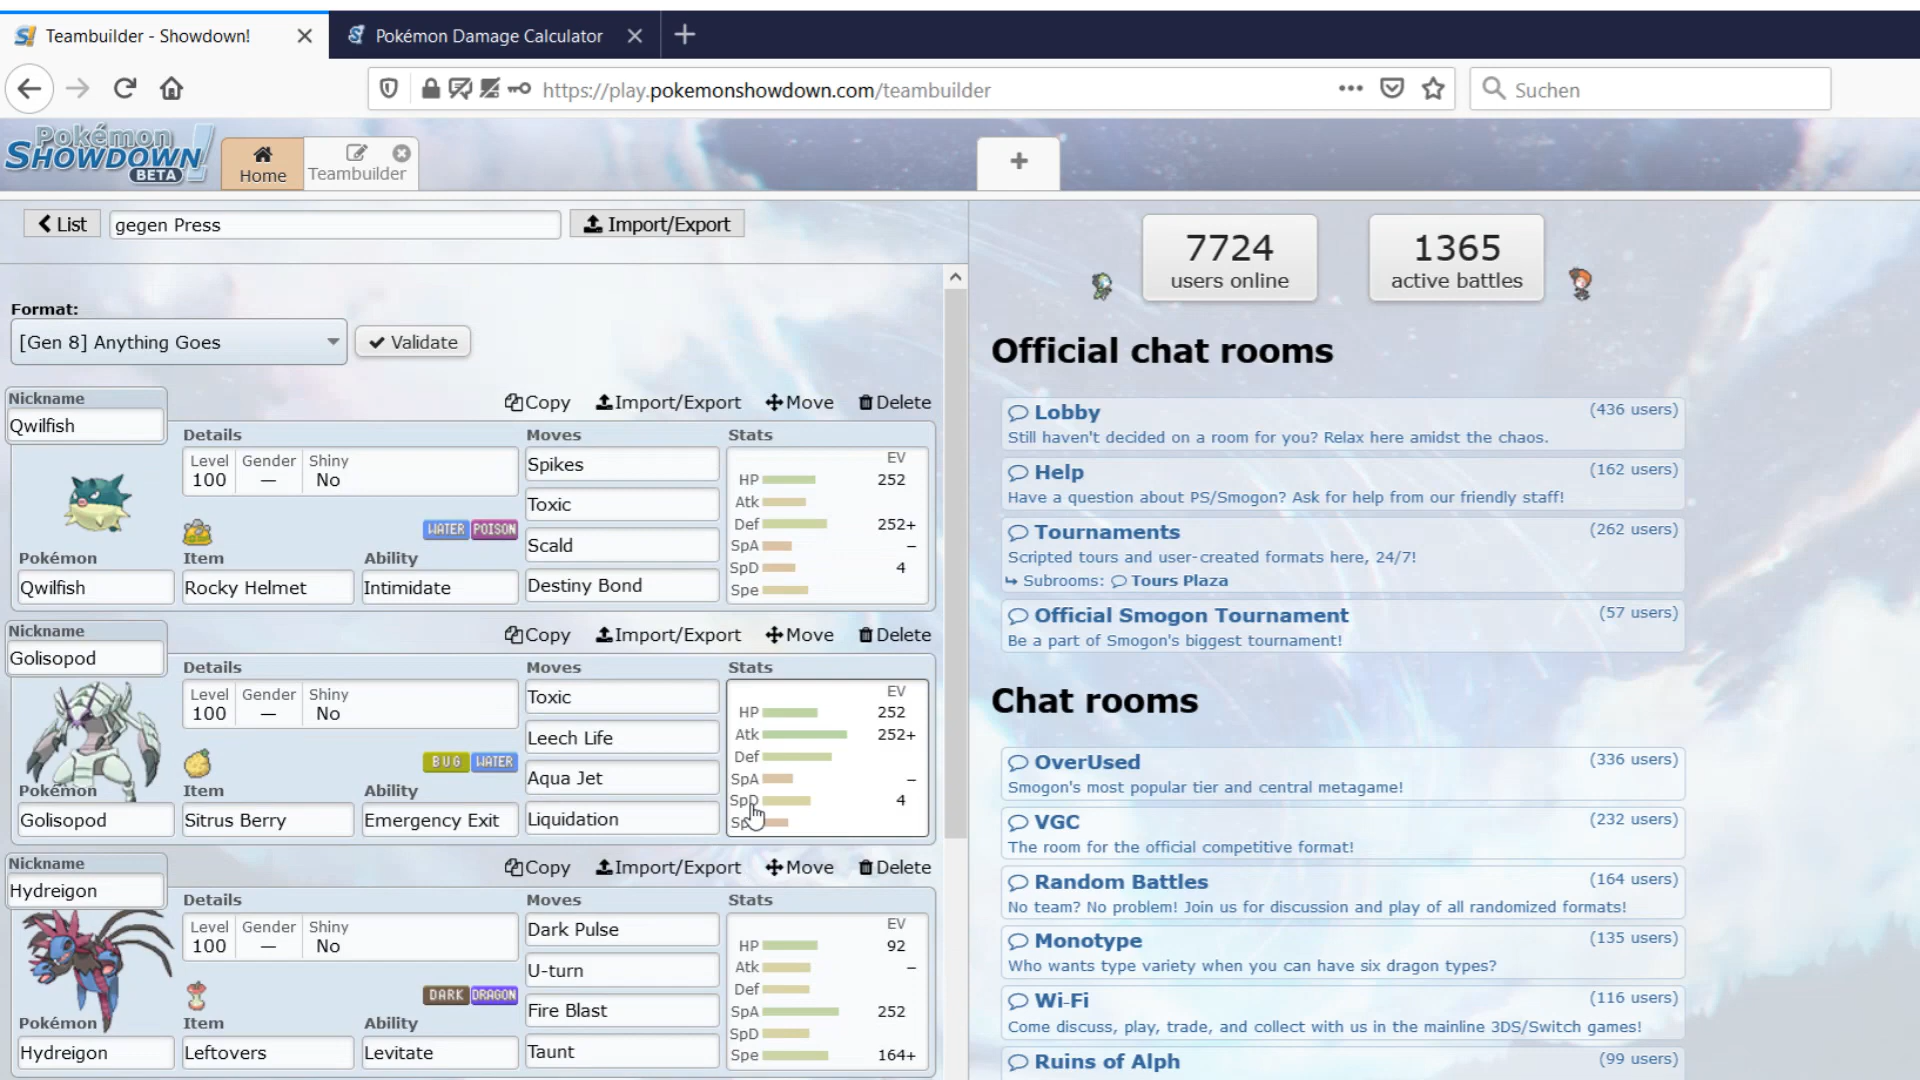 Teambuilder - Showdown!
Pokémon Damage Calculator
https://play.pokemonshowdown.com/teambuilder
Suchen
Pokémon
SHOWDOWN!
BETA
Home
Teambuilder
List
gegen Press
Import/Export
7724
users online
1365
active battles
Format:
[Gen 8] Anything Goes
Validate
Official chat rooms
Nickname
Qwilfish
Copy Import/Export Move Delete
Details
Moves
Stats
Level Gender Shiny
100 — No
WATER POISON
Pokémon Item Ability
Qwilfish Rocky Helmet Intimidate
Spikes
Toxic
Scald
Destiny Bond
EV
HP 252
Atk
Def 252+
SpA –
SpD 4
Spe
Nickname
Golisopod
Copy Import/Export Move Delete
Details
Moves
Stats
Level Gender Shiny
100 — No
BUG WATER
Pokémon Item Ability
Golisopod Sitrus Berry Emergency Exit
Toxic
Leech Life
Aqua Jet
Liquidation
EV
HP 252
Atk 252+
Def
SpA –
SpD 4
Nickname
Hydreigon
Copy Import/Export Move Delete
Details
Moves
Stats
Level Gender Shiny
100 — No
DARK DRAGON
Pokémon Item Ability
Hydreigon Leftovers Levitate
Dark Pulse
U-turn
Fire Blast
Taunt
EV
HP 92
Atk –
Def
SpA 252
SpD
Spe 164+
Lobby (436 users)
Still haven't decided on a room for you? Relax here amidst the chaos.
Help (162 users)
Have a question about PS/Smogon? Ask for help from our friendly staff!
Tournaments (262 users)
Scripted tours and user-created formats here, 24/7!
Subrooms: Tours Plaza
Official Smogon Tournament (57 users)
Be a part of Smogon's biggest tournament!
Chat rooms
OverUsed (336 users)
Smogon's most popular tier and central metagame!
VGC (232 users)
The room for the official competitive format!
Random Battles (164 users)
No team? No problem! Join us for discussion and play of all randomized formats!
Monotype (135 users)
Who wants type variety when you can have six dragon types?
Wi-Fi (116 users)
Come discuss, play, trade, and collect with us in the mainline 3DS/Switch games!
Ruins of Alph (99 users)